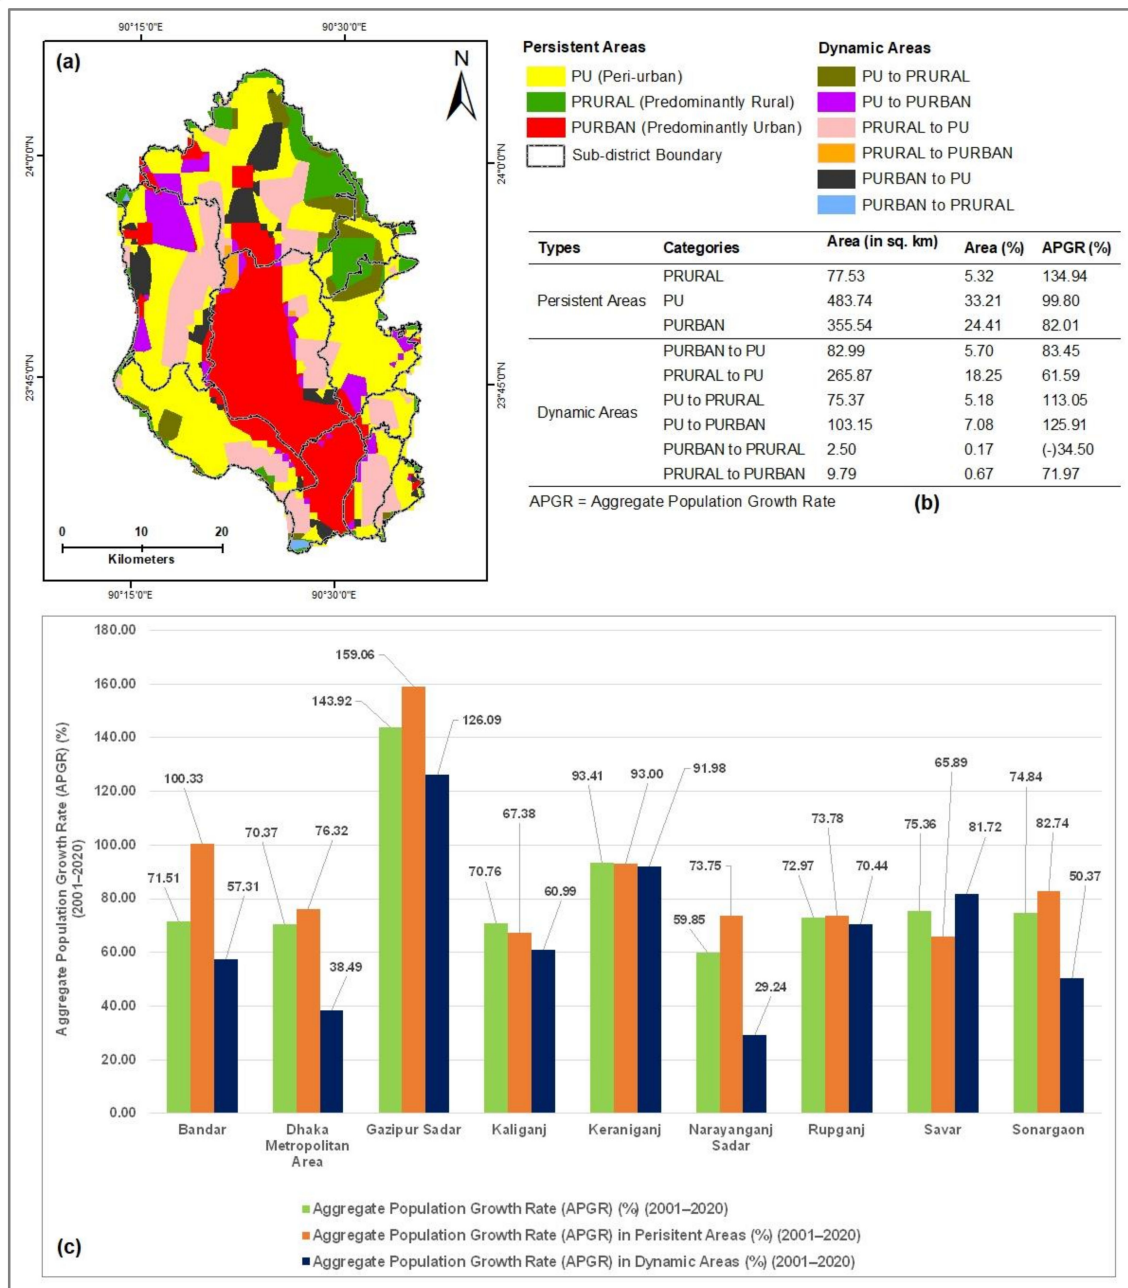 90°15'0"E 90°30'0"E
(a)
N
24°0'0"N
24°0'0"N
23°45'0"N
23°45'0"N
0 10 20
Kilometers
90°15'0"E 90°30'0"E
Persistent Areas
PU (Peri-urban)
PRURAL (Predominantly Rural)
PURBAN (Predominantly Urban)
Sub-district Boundary
Dynamic Areas
PU to PRURAL
PU to PURBAN
PRURAL to PU
PRURAL to PURBAN
PURBAN to PU
PURBAN to PRURAL
Types Categories Area (in sq. km) Area (%) APGR (%)
PRURAL 77.53 5.32 134.94
Persistent Areas PU 483.74 33.21 99.80
PURBAN 355.54 24.41 82.01
PURBAN to PU 82.99 5.70 83.45
PRURAL to PU 265.87 18.25 61.59
PU to PRURAL 75.37 5.18 113.05
Dynamic Areas
PU to PURBAN 103.15 7.08 125.91
PURBAN to PRURAL 2.50 0.17 (-)34.50
PRURAL to PURBAN 9.79 0.67 71.97
APGR = Aggregate Population Growth Rate (b)
Aggregate Population Growth Rate (APGR) (%)
(2001–2020)
180.00
160.00
140.00
120.00
100.00
80.00
60.00
40.00
20.00
0.00
71.51 100.33 57.31
70.37 76.32 38.49
143.92 159.06 126.09
70.76 67.38 60.99
93.41 93.00 91.98
59.85 73.75 29.24
72.97 73.78 70.44
75.36 65.89 81.72
74.84 82.74 50.37
Bandar Dhaka Gazipur Sadar Kaliganj Keraniganj Narayanganj Rupganj Savar Sonargaon
Metropolitan Sadar
Area
Aggregate Population Growth Rate (APGR) (%) (2001–2020)
Aggregate Population Growth Rate (APGR) in Perisitent Areas (%) (2001–2020)
Aggregate Population Growth Rate (APGR) in Dynamic Areas (%) (2001–2020)
(c)